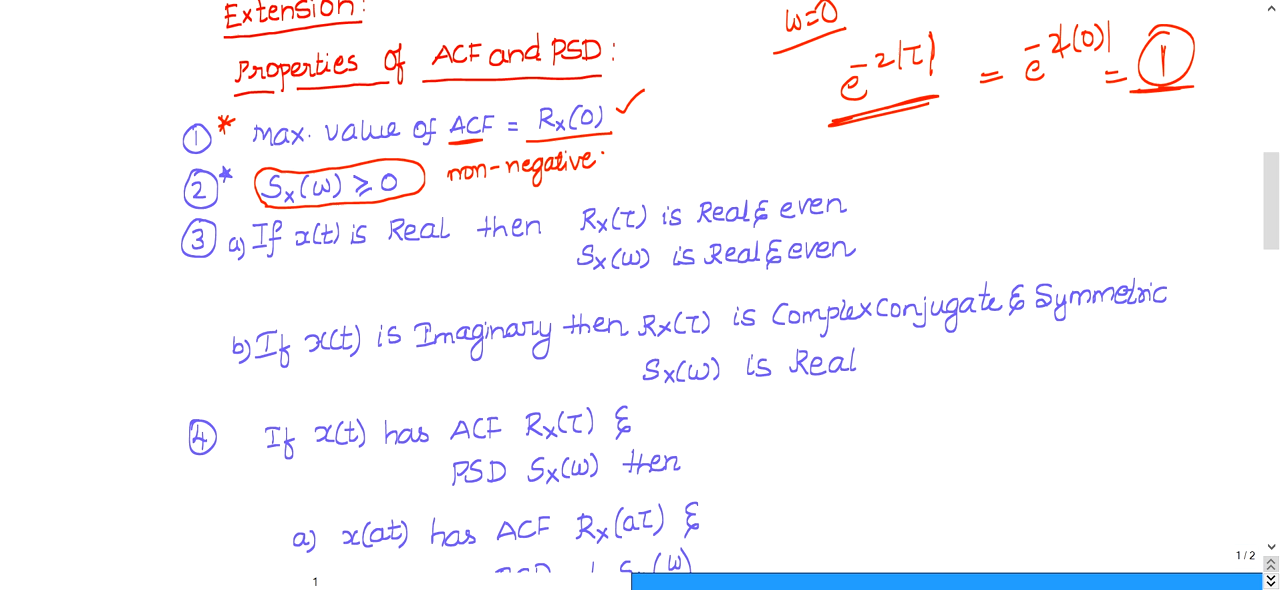 Extension:
Properties of ACF and PSD:
ω=0
e^-2|τ| = e^-2|(0)| = 1
① * max. value of ACF = Rx(0) ✓
② * Sx(ω) ≥ 0 non-negative.
③ a) If x(t) is Real then Rx(τ) is Real & even
Sx(ω) is Real & even
b) If x(t) is Imaginary then Rx(τ) is Complex Conjugate & Symmetric
Sx(ω) is Real
④ If x(t) has ACF Rx(τ) &
PSD Sx(ω) then
a) x(at) has ACF Rx(aτ) &
1 / 2
1